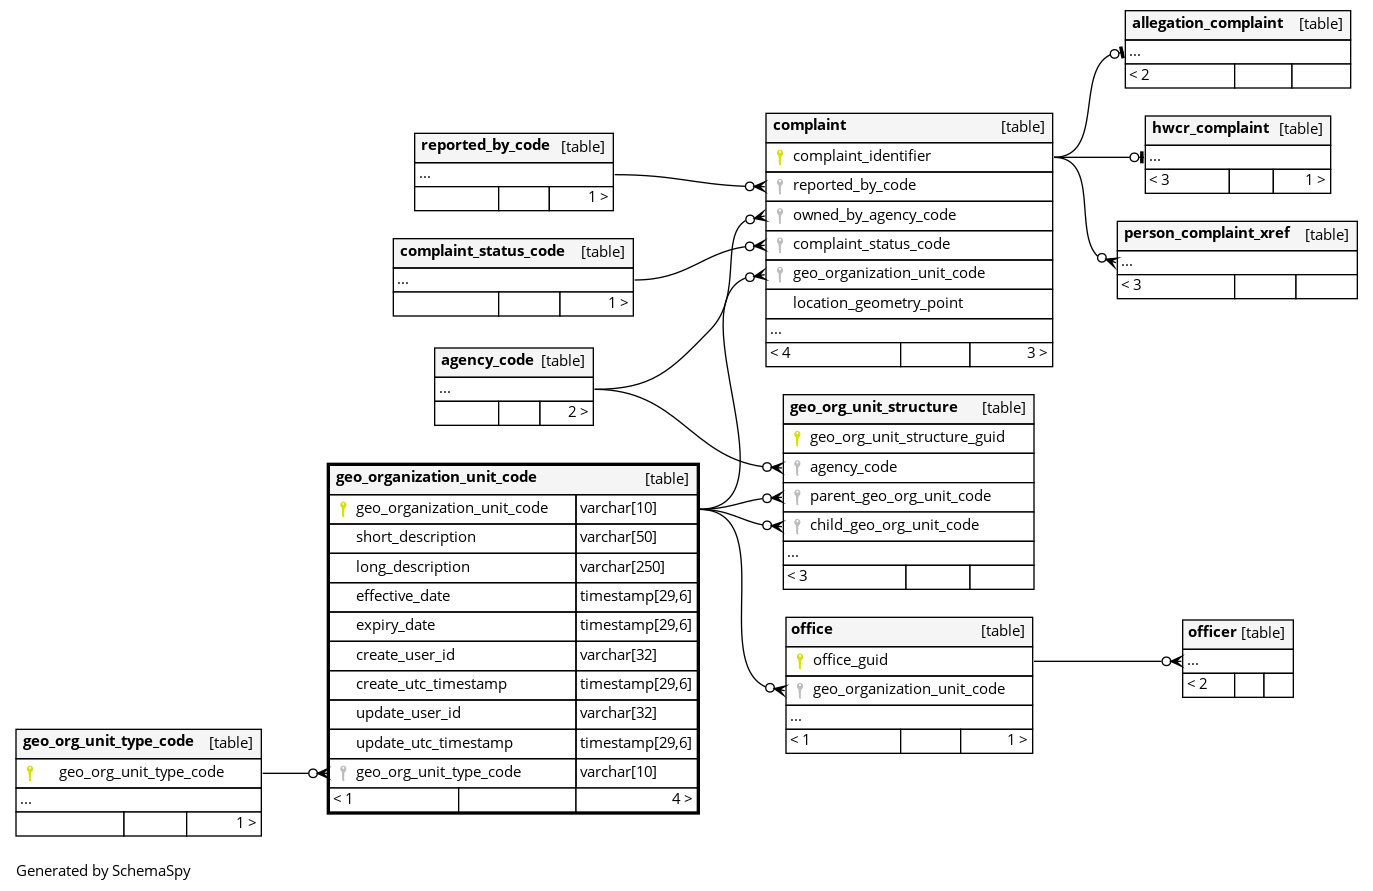 allegation_complaint [table]
...
< 2
complaint [table]
complaint_identifier
reported_by_code
owned_by_agency_code
complaint_status_code
geo_organization_unit_code
location_geometry_point
...
< 4 3 >
hwcr_complaint [table]
...
< 3 1 >
reported_by_code [table]
...
1 >
person_complaint_xref [table]
...
< 3
complaint_status_code [table]
...
1 >
agency_code [table]
...
2 >
geo_org_unit_structure [table]
geo_org_unit_structure_guid
agency_code
parent_geo_org_unit_code
child_geo_org_unit_code
...
< 3
geo_organization_unit_code [table]
geo_organization_unit_code varchar[10]
short_description varchar[50]
long_description varchar[250]
effective_date timestamp[29,6]
expiry_date timestamp[29,6]
create_user_id varchar[32]
create_utc_timestamp timestamp[29,6]
update_user_id varchar[32]
update_utc_timestamp timestamp[29,6]
geo_org_unit_type_code varchar[10]
< 1 4 >
office [table]
office_guid
geo_organization_unit_code
...
< 1 1 >
officer [table]
...
< 2
geo_org_unit_type_code [table]
geo_org_unit_type_code
...
1 >
Generated by SchemaSpy